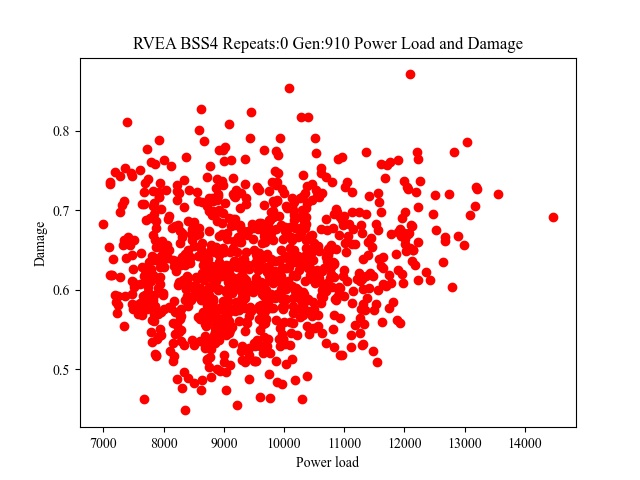 RVEA BSS4 Repeats:0 Gen:910 Power Load and Damage
0.8
0.7
0.6
0.5
Damage
7000 8000 9000 10000 11000 12000 13000 14000
Power load